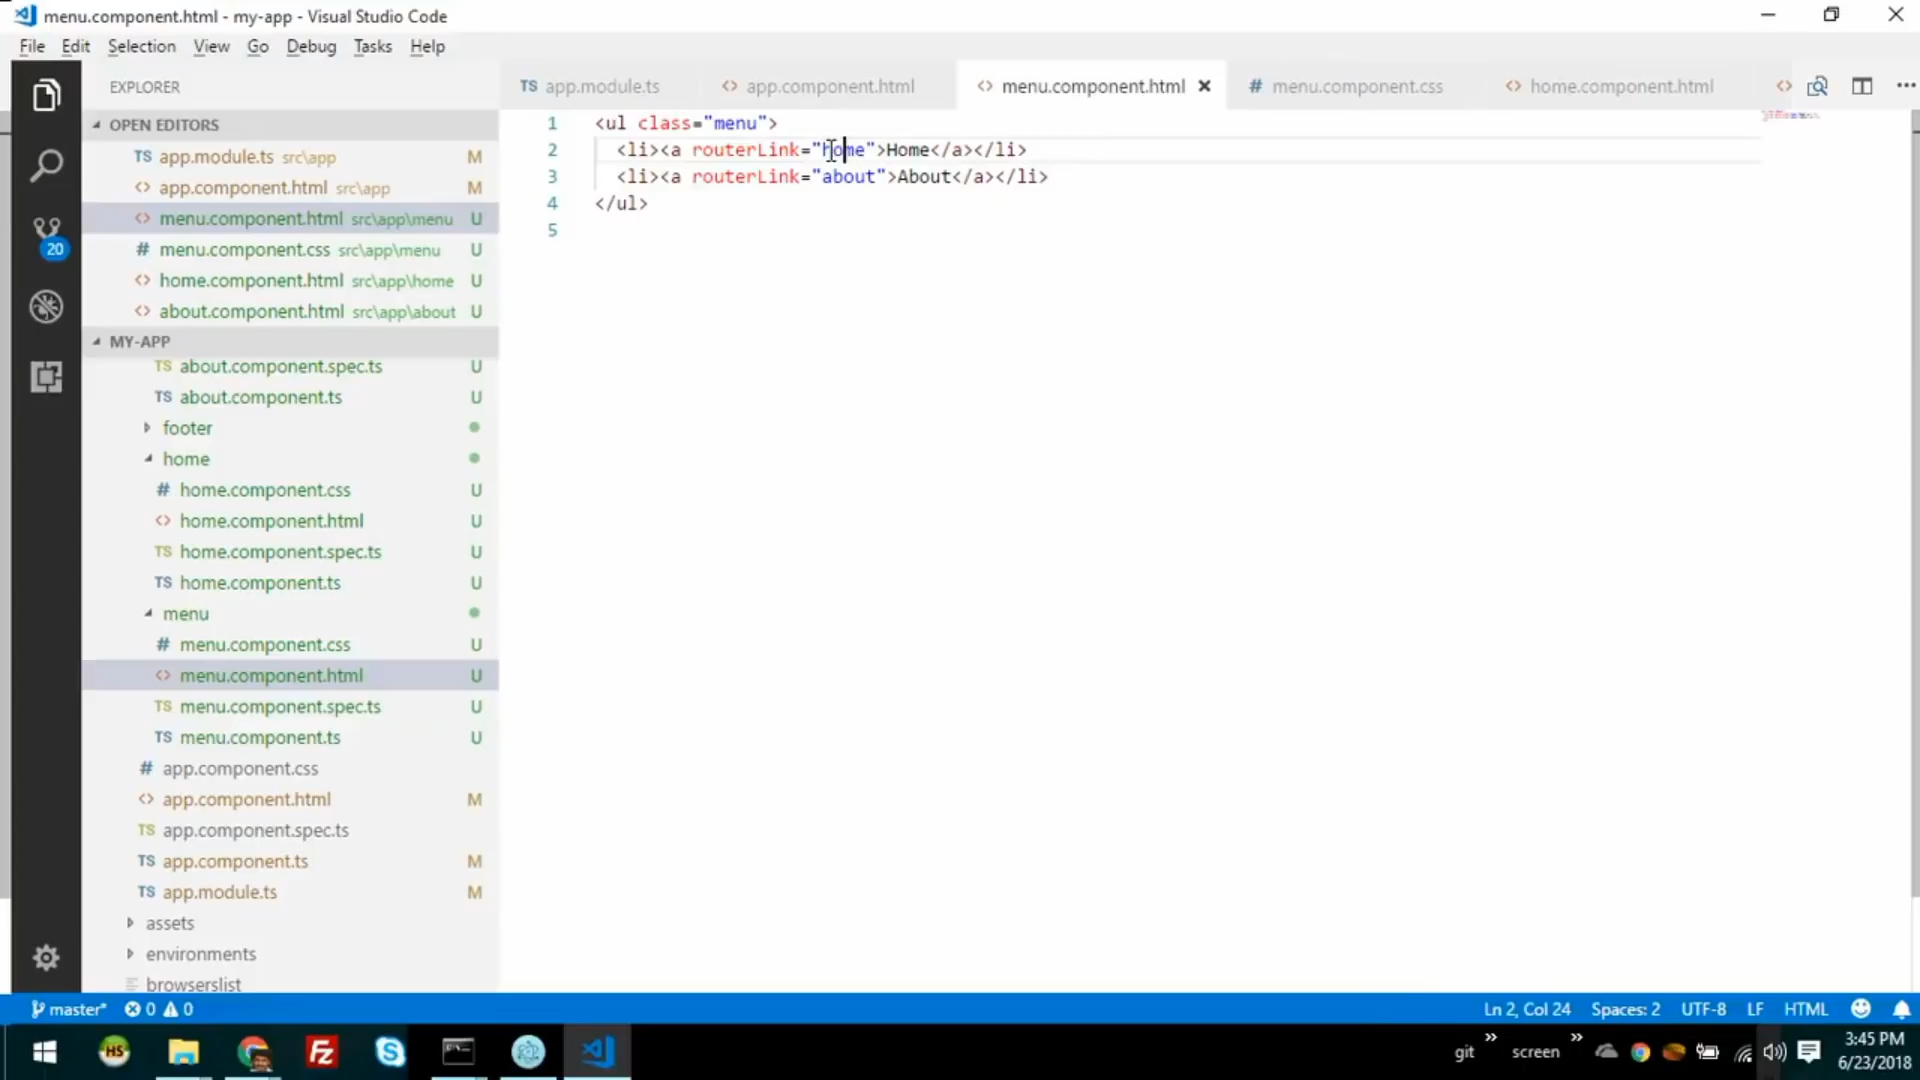 menu.component.html - my-app - Visual Studio Code
File Edit Selection View Go Debug Tasks Help
EXPLORER
OPEN EDITORS
TS app.module.ts src\app M
<> app.component.html src\app M
<> menu.component.html src\app\menu U
# menu.component.css src\app\menu U
<> home.component.html src\app\home U
<> about.component.html src\app\about U
MY-APP
TS about.component.spec.ts U
TS about.component.ts U
footer
home
# home.component.css U
<> home.component.html U
TS home.component.spec.ts U
TS home.component.ts U
menu
# menu.component.css U
<> menu.component.html U
TS menu.component.spec.ts U
TS menu.component.ts U
# app.component.css
<> app.component.html M
TS app.component.spec.ts
TS app.component.ts M
TS app.module.ts M
assets
environments
browserslist
20
TS app.module.ts <> app.component.html <> menu.component.html # menu.component.css <> home.component.html <>
1 <ul class="menu">
2 <li><a routerLink="home">Home</a></li>
3 <li><a routerLink="about">About</a></li>
4 </ul>
5
master* 0 0 Ln 2, Col 24 Spaces: 2 UTF-8 LF HTML
HS Fz S git » screen » 3:45 PM
6/23/2018